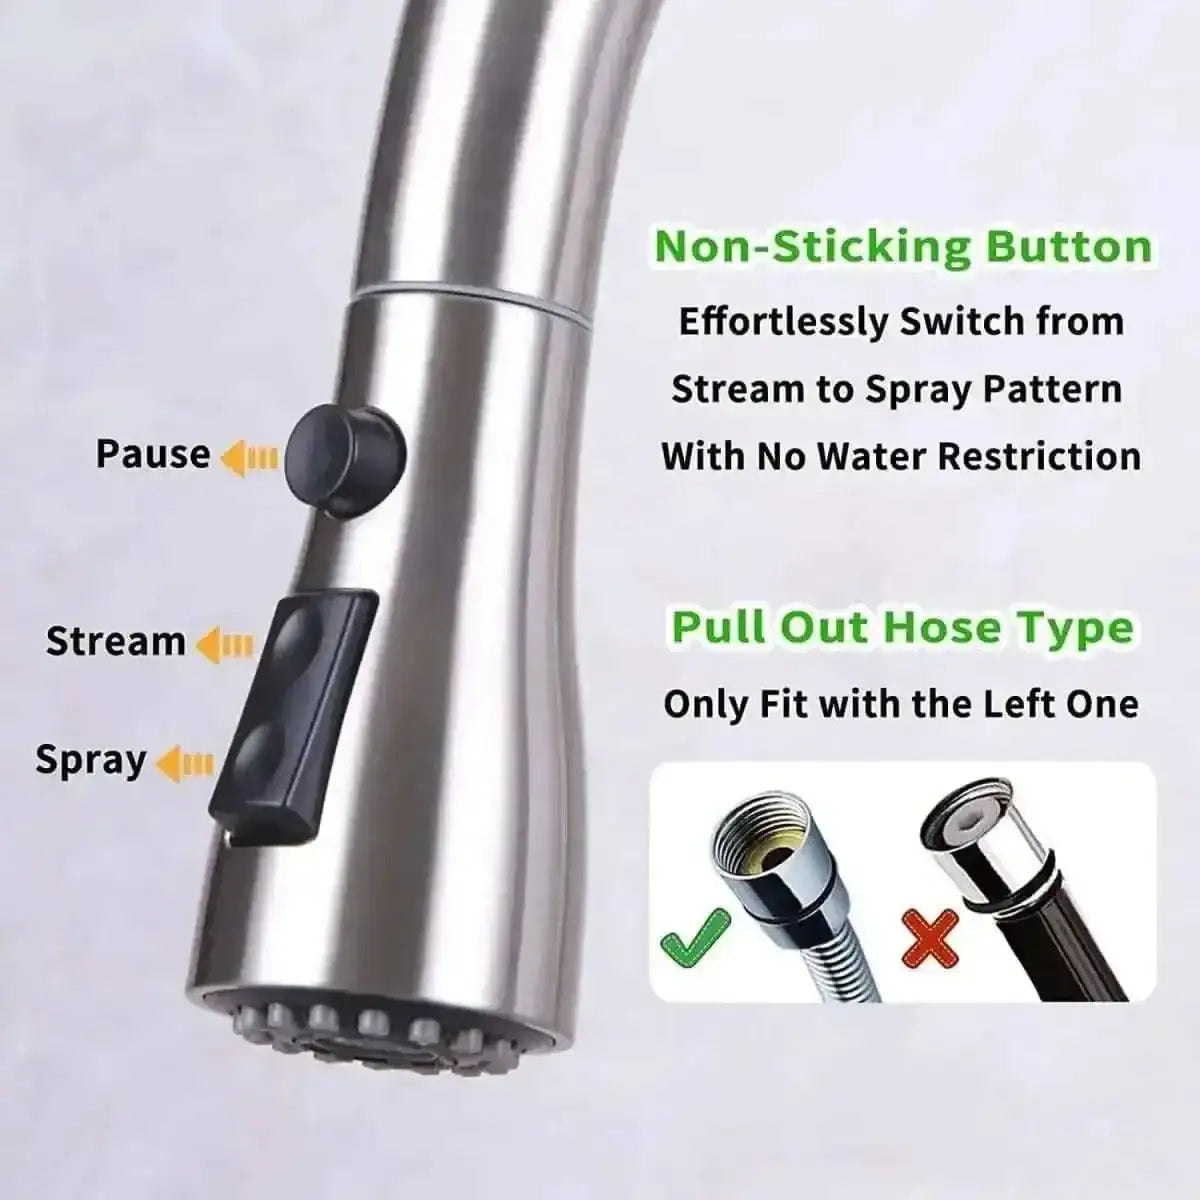 Non-Sticking Button
Effortlessly Switch from
Stream to Spray Pattern
With No Water Restriction
Pause
Stream
Spray
Pull Out Hose Type
Only Fit with the Left One